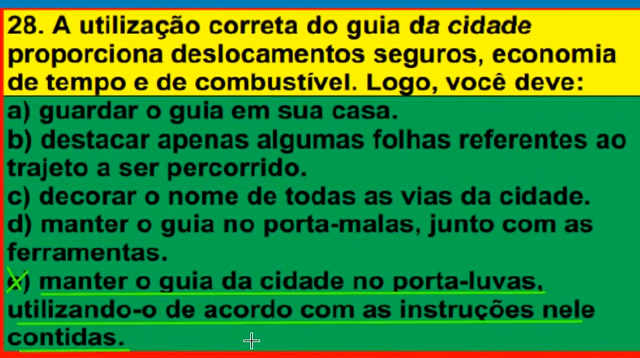 28. A utilização correta do guia da cidade
proporciona deslocamentos seguros, economia
de tempo e de combustível. Logo, você deve:
a) guardar o guia em sua casa.
b) destacar apenas algumas folhas referentes ao
trajeto a ser percorrido.
c) decorar o nome de todas as vias da cidade.
d) manter o guia no porta-malas, junto com as
ferramentas.
e) manter o guia da cidade no porta-luvas,
utilizando-o de acordo com as instruções nele
contidas.